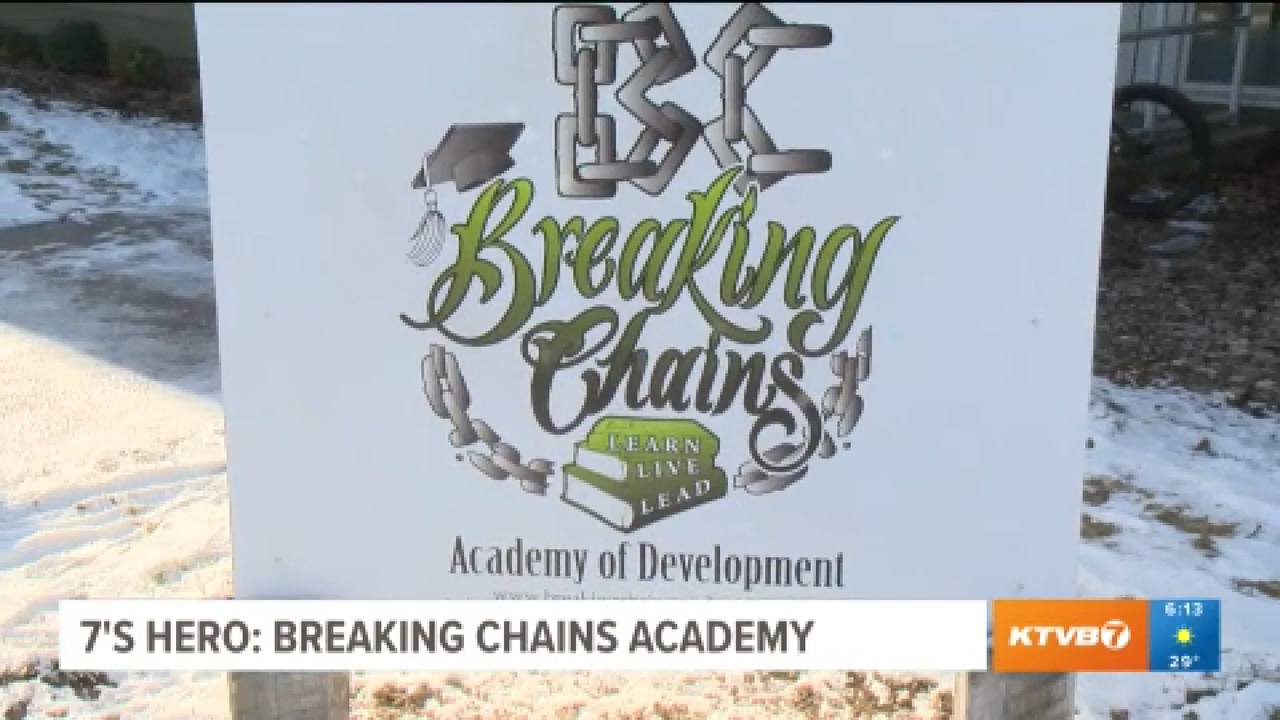 BC
Breaking
Chains
LEARN
LIVE
LEAD
Academy of Development
7'S HERO: BREAKING CHAINS ACADEMY
KTVB7
6:13
29°